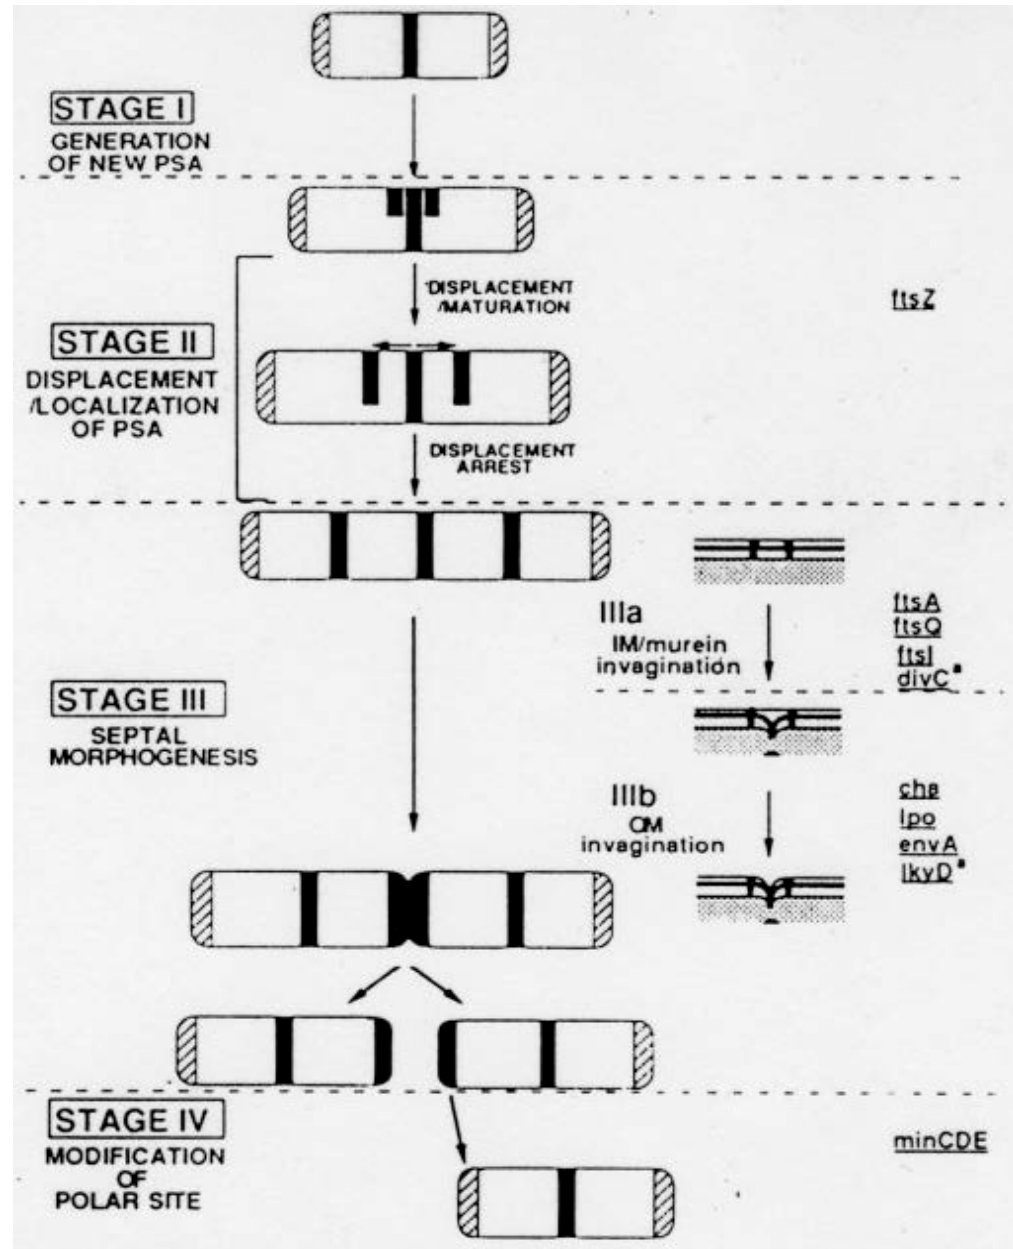 STAGE I
GENERATION
OF NEW PSA
DISPLACEMENT
/MATURATION
ftsZ
STAGE II
DISPLACEMENT
/LOCALIZATION
OF PSA
DISPLACEMENT
ARREST
IIIa
IM/murein
invagination
ftsA
ftsQ
ftsI
divC a
STAGE III
SEPTAL
MORPHOGENESIS
IIIb
OM
invagination
cha
lpo
envA
lkyD a
STAGE IV
MODIFICATION
OF
POLAR SITE
minCDE